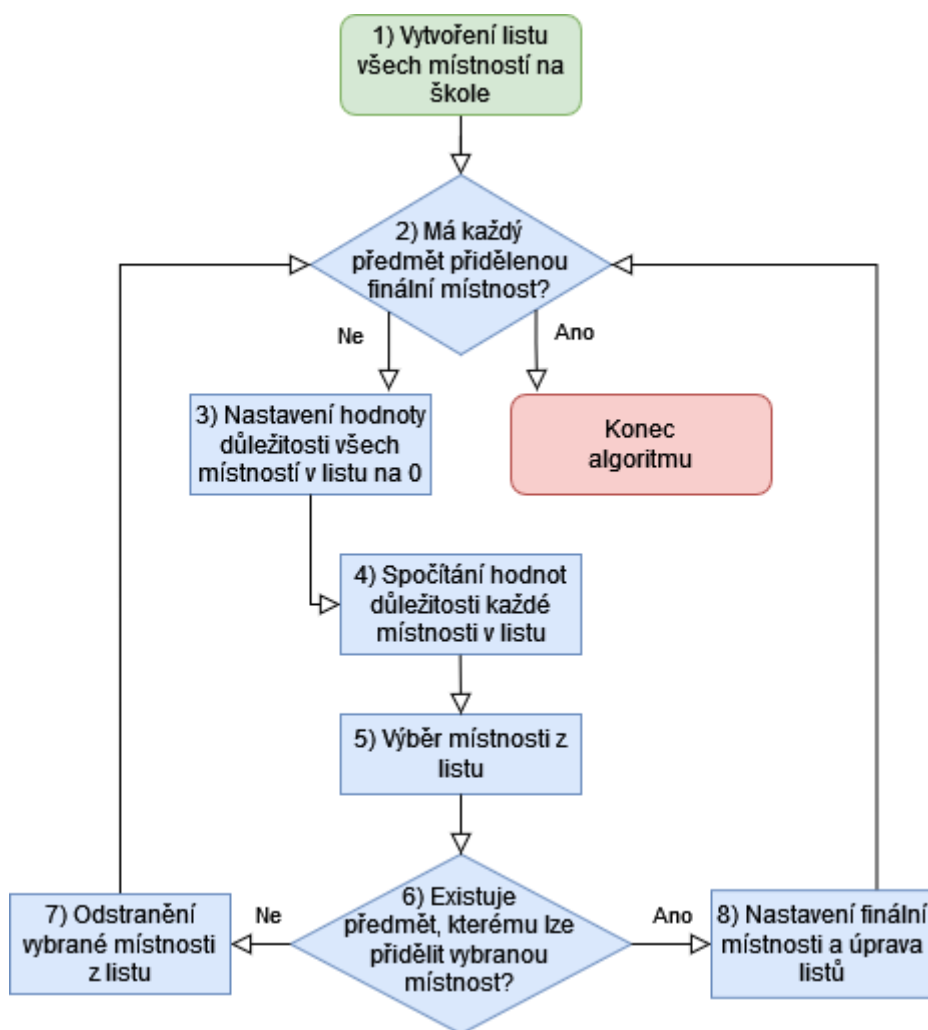 1) Vytvoření listu
všech místností na
škole
2) Má každý
předmět přidělenou
finální místnost?
Ne
Ano
3) Nastavení hodnoty
důležitosti všech
místností v listu na 0
Konec
algoritmu
4) Spočítání hodnot
důležitosti každé
místnosti v listu
5) Výběr místnosti z
listu
6) Existuje
předmět, kterému lze
přidělit vybranou
místnost?
Ne
Ano
7) Odstranění
vybrané místnosti
z listu
8) Nastavení finální
místnosti a úprava
listů